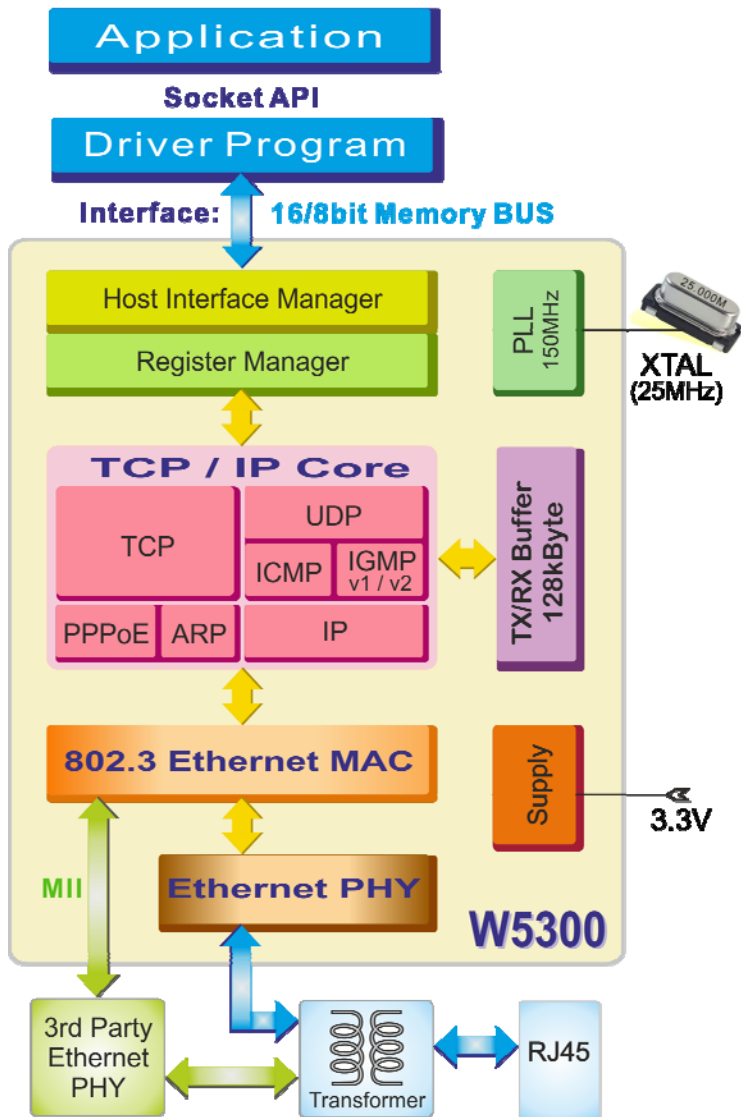 Application
Socket API
Driver Program
Interface: 16/8bit Memory BUS
Host Interface Manager
Register Manager
PLL
150MHz
25.000M
XTAL
(25MHz)
TCP / IP Core
TCP
UDP
ICMP
IGMP
v1 / v2
PPPoE
ARP
IP
TX/RX Buffer
128kByte
802.3 Ethernet MAC
Supply
3.3V
MII
Ethernet PHY
W5300
3rd Party
Ethernet
PHY
Transformer
RJ45